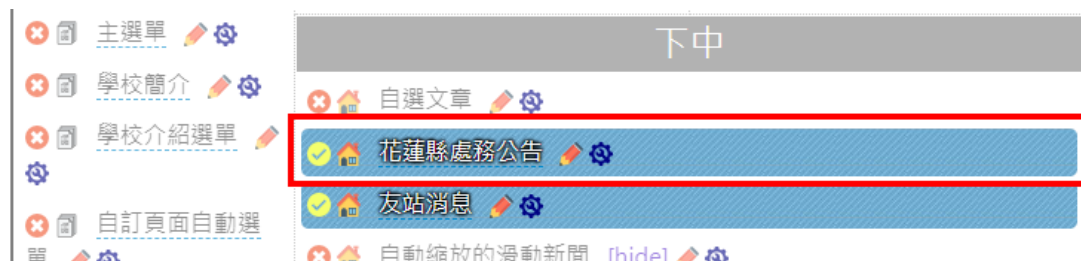 主選單
學校簡介
學校介紹選單
自訂頁面自動選
單
下中
自選文章
花蓮縣處務公告
友站消息
自動縮放的滑動新聞 [hide]